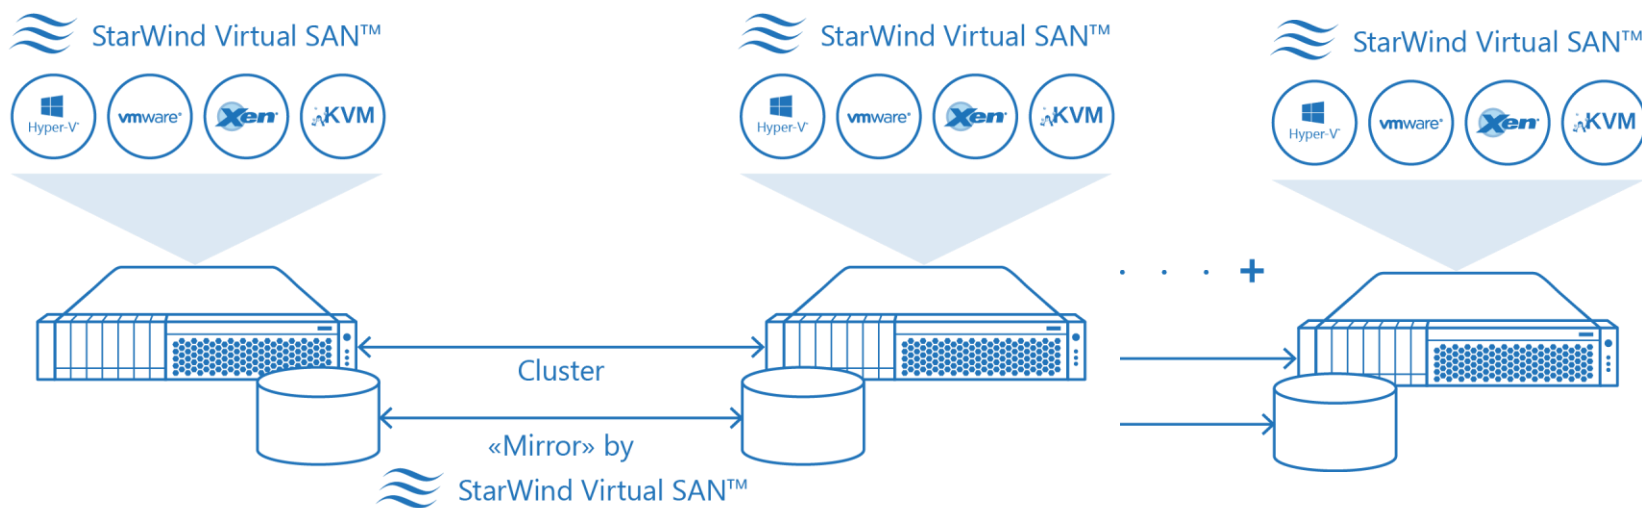 StarWind Virtual SAN™
Hyper-V
vmware®
Xen
KVM
StarWind Virtual SAN™
Hyper-V
vmware®
Xen
KVM
StarWind Virtual SAN™
Hyper-V
vmware®
Xen
KVM
. . . +
Cluster
«Mirror» by
StarWind Virtual SAN™